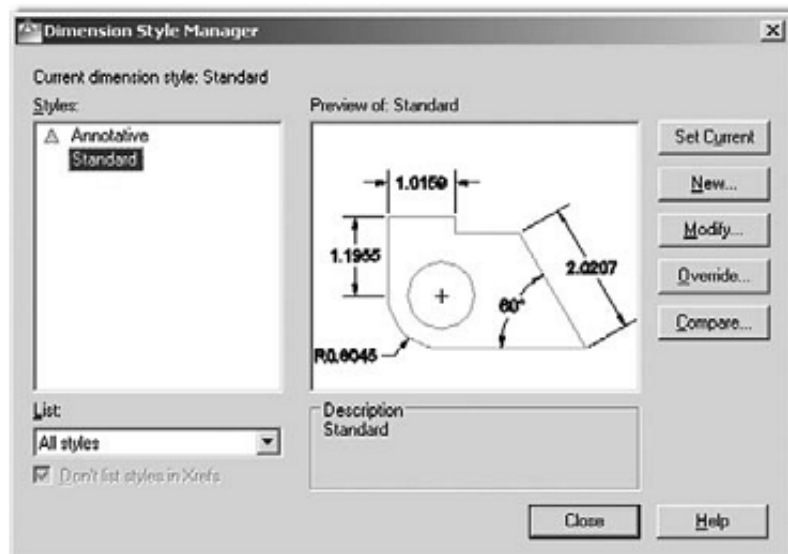 Dimension Style Manager
Current dimension style: Standard
Styles:
Annotative
Standard
Preview of: Standard
1.0159
1.1955
2.0207
60°
R0.8045
Set Current
New...
Modify...
Override...
Compare...
List:
All styles
Don't list styles in Xrefs
Description
Standard
Close
Help